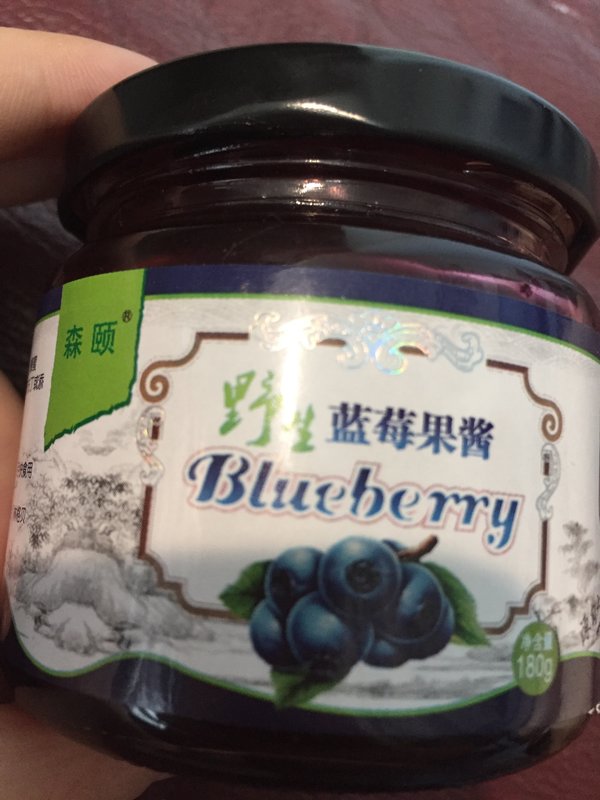 森颐®
野生蓝莓果酱
Blueberry
净含量
180g